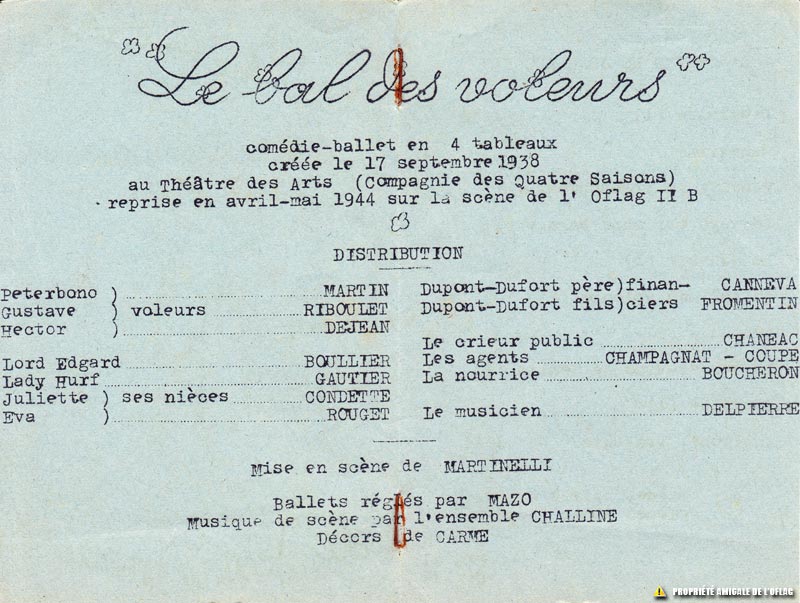 "Le bal des voleurs"
comédie-ballet en 4 tableaux
créée le 17 septembre 1938
au Théâtre des Arts (Compagnie des Quatre Saisons)
reprise en avril-mai 1944 sur la scène de l' Oflag II B
DISTRIBUTION
Peterbono ) MARTIN
Gustave ) voleurs RIBOULET
Hector ) DEJEAN
Lord Edgard BOULLIER
Lady Hurf GAUTIER
Juliette ) ses nièces CONDETTE
Eva ) ROUGET
Dupont-Dufort père)finan- CANNEVA
Dupont-Dufort fils)ciers FROMENTIN
Le crieur public CHANEAC
Les agents CHAMPAGNAT - COUPE
La nourrice BOUCHERON
Le musicien DELPIERRE
Mise en scène de MARTINELLI
Ballets réglés par MAZO
Musique de scène par l'ensemble CHALLINE
Décors de CARME
PROPRIÉTÉ AMICALE DE L'OFLAG